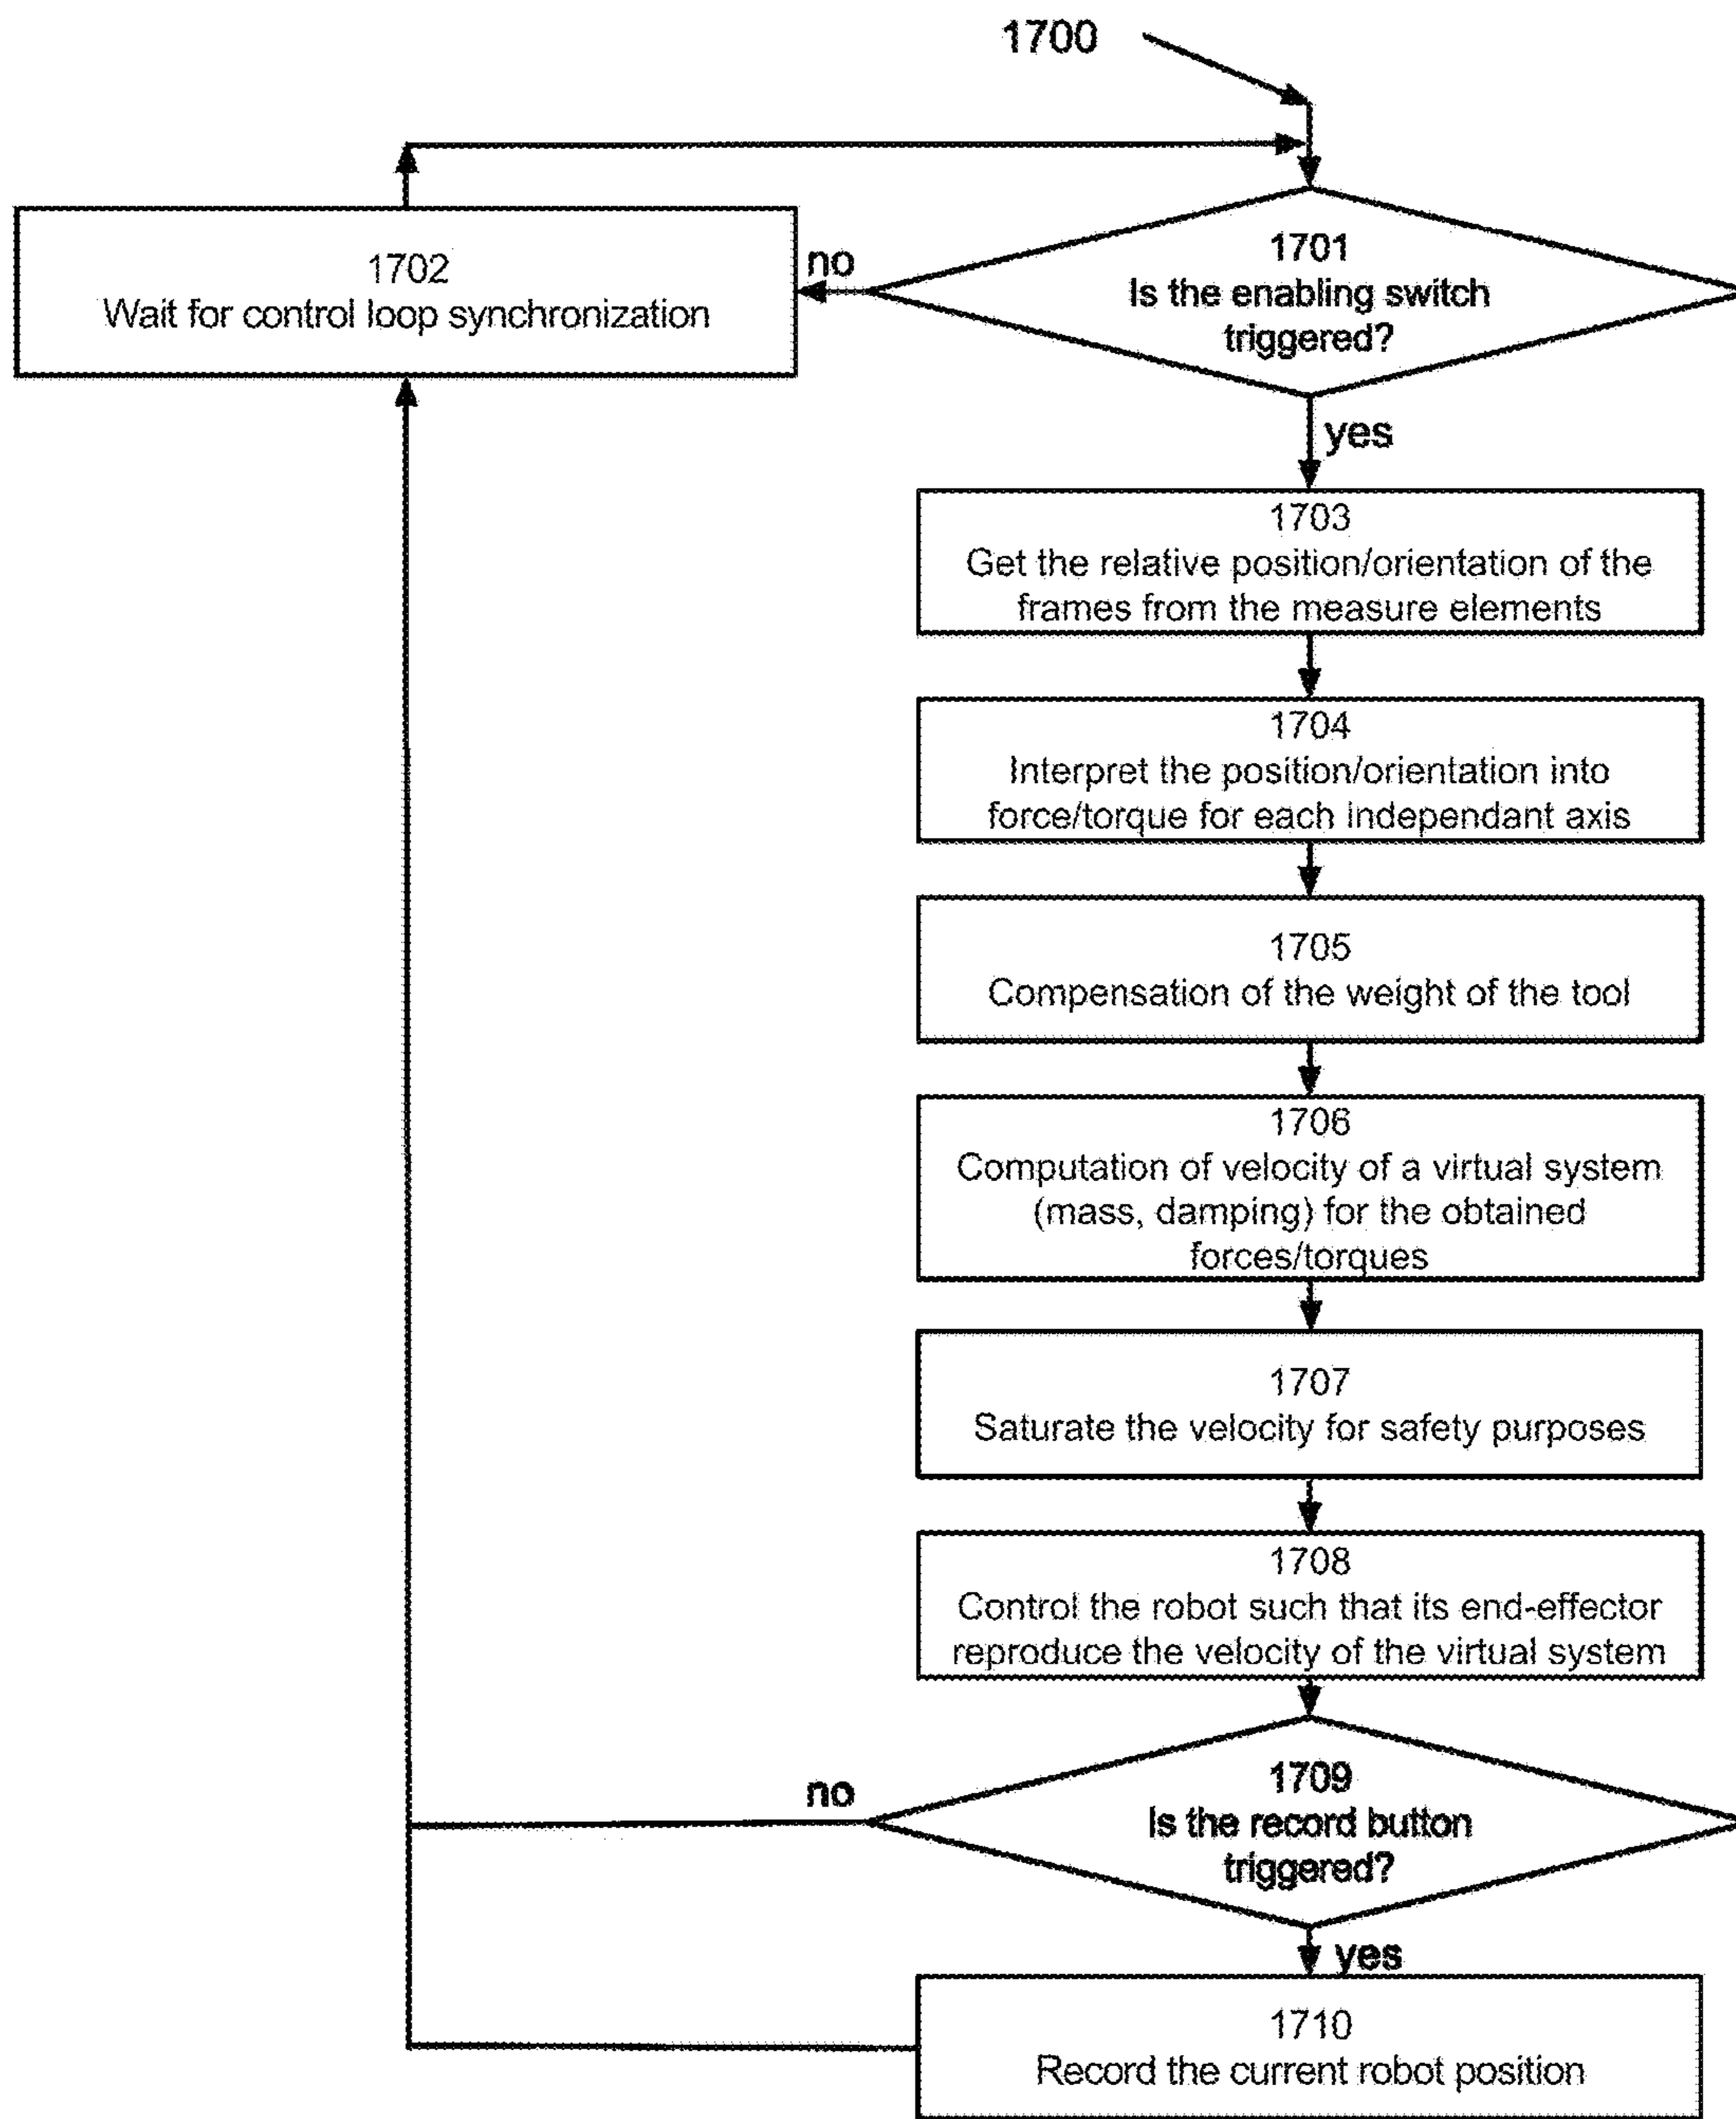 1700
1701
Is the enabling switch
triggered?
no
1702
Wait for control loop synchronization
yes
1703
Get the relative position/orientation of the
frames from the measure elements
1704
Interpret the position/orientation into
force/torque for each independant axis
1705
Compensation of the weight of the tool
1706
Computation of velocity of a virtual system
(mass, damping) for the obtained
forces/torques
1707
Saturate the velocity for safety purposes
1708
Control the robot such that its end-effector
reproduce the velocity of the virtual system
1709
Is the record button
triggered?
no
yes
1710
Record the current robot position